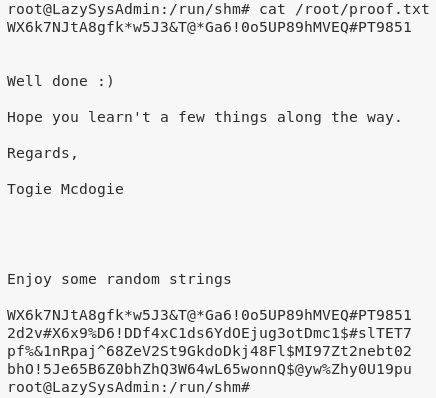 root@LazySysAdmin:/run/shm# cat /root/proof.txt
WX6k7NJtA8gfk*w5J3&T@*Ga6!0o5UP89hMVEQ#PT9851
Well done :)
Hope you learn't a few things along the way.
Regards,
Togie Mcdogie
Enjoy some random strings
WX6k7NJtA8gfk*w5J3&T@*Ga6!0o5UP89hMVEQ#PT9851
2d2v#X6x9%D6!DDf4xC1ds6YdOEjug3otDmc1$#slTET7
pf%&1nRpaj^68ZeV2St9GkdoDkj48Fl$MI97Zt2nebt02
bhO!5Je65B6Z0bhZhQ3W64wL65wonnQ$@yw%Zhy0U19pu
root@LazySysAdmin:/run/shm#